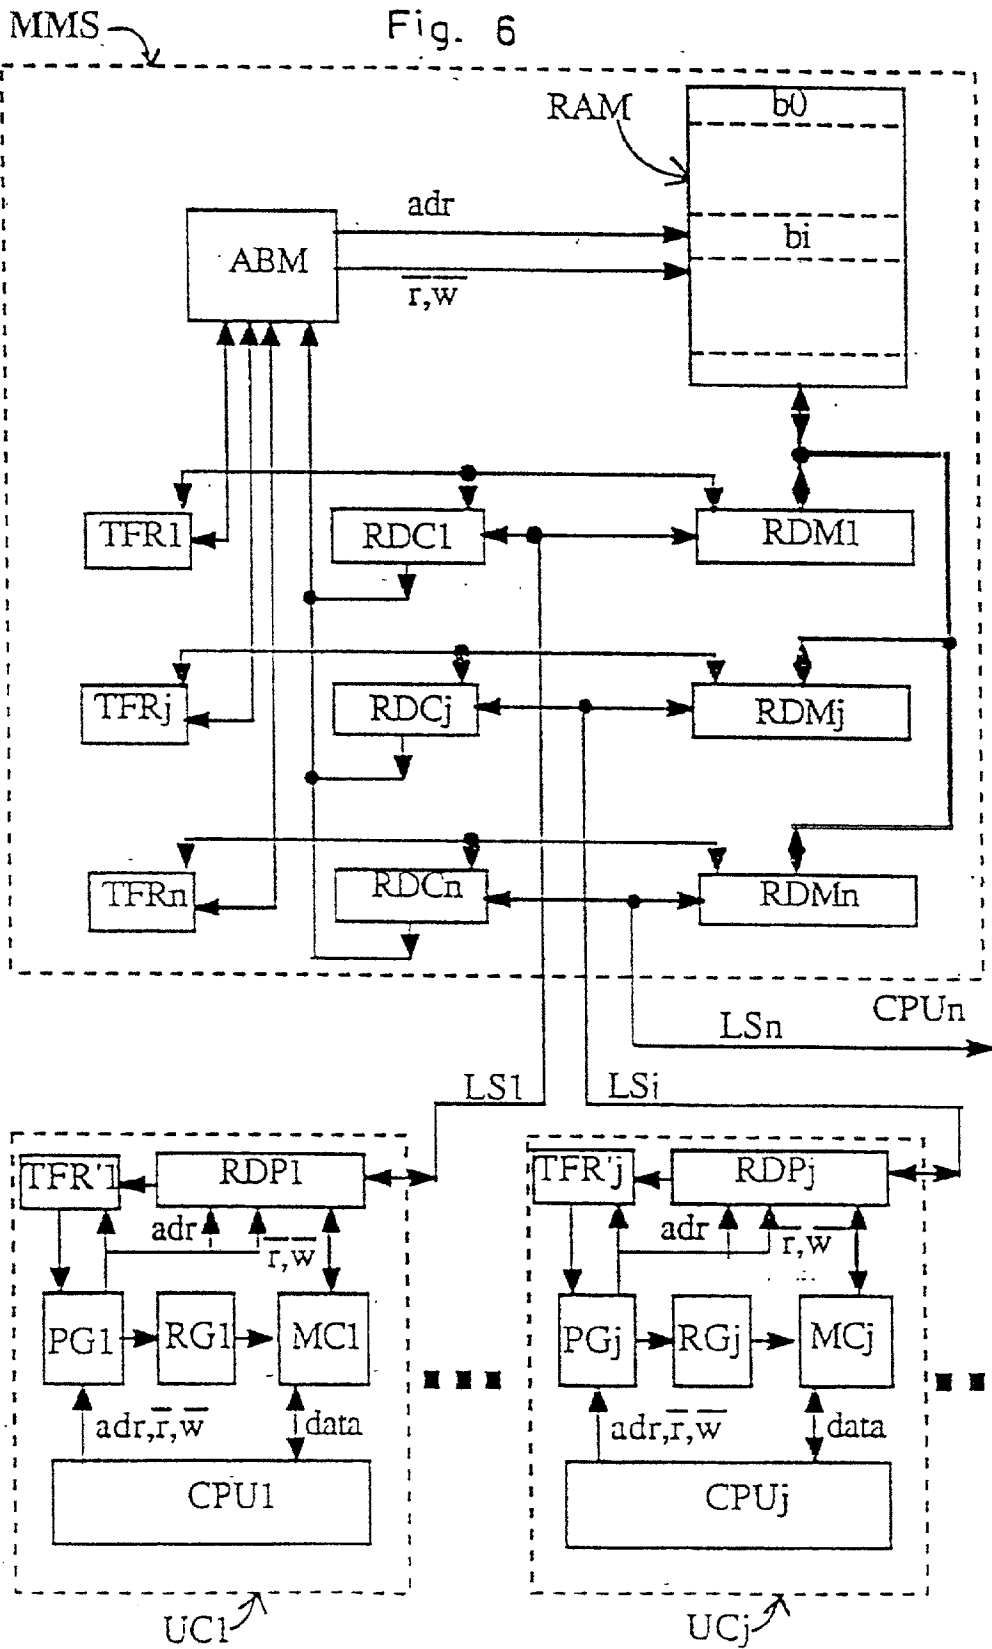 MMS
Fig. 6
RAM
b0
adr
ABM
bi
r̅,w̅
TFR1
RDC1
RDM1
TFRj
RDCj
RDMj
TFRn
RDCn
RDMn
CPUn
LSn
LS1
LSj
TFR'1
RDP1
TFR'j
RDPj
adr
r̅,w̅
adr
r̅,w̅
PG1
RG1
MC1
PGj
RGj
MCj
adr,r̅,w̅
data
adr,r̅,w̅
data
CPU1
CPUj
UC1
UCj